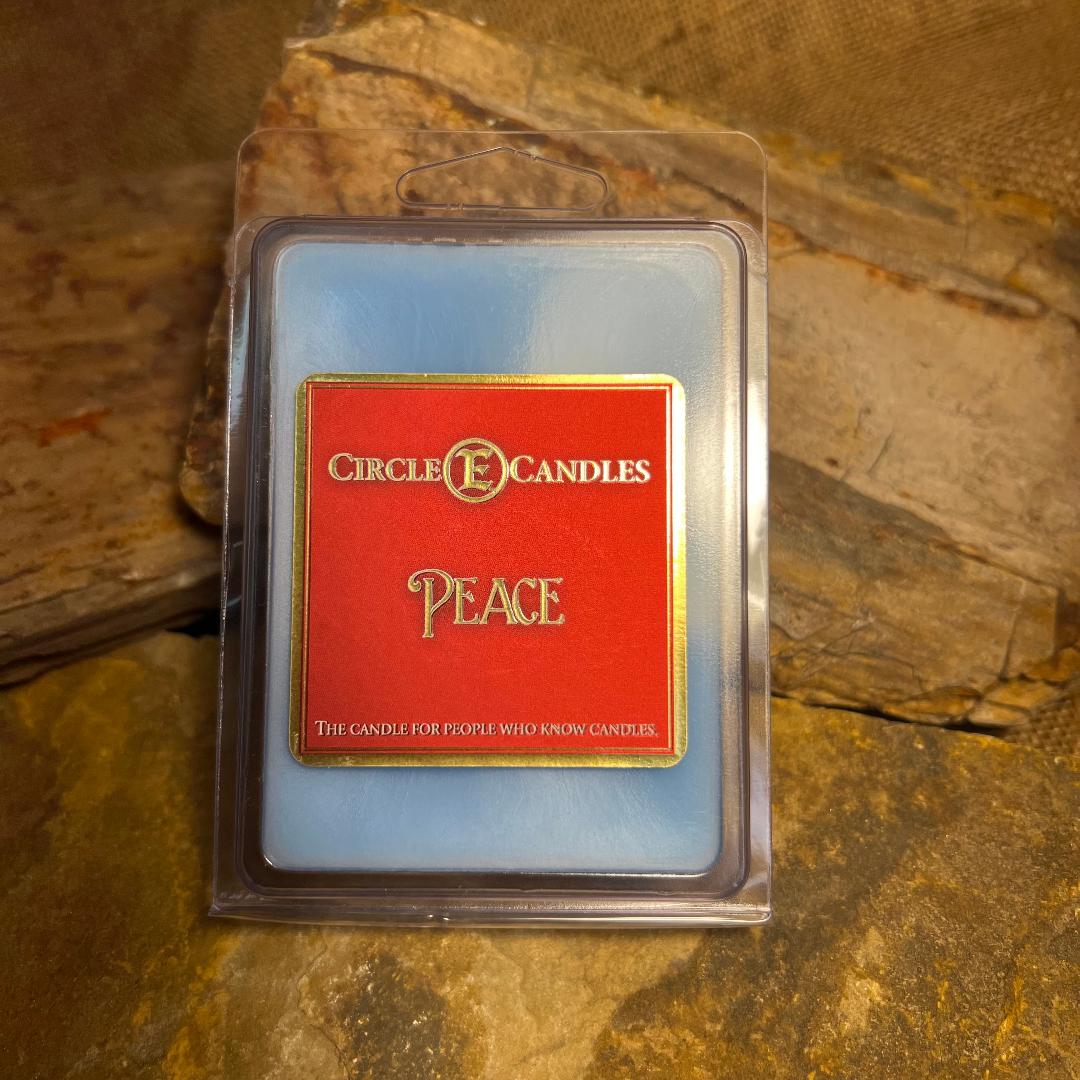 CIRCLE E CANDLES
PEACE
THE CANDLE FOR PEOPLE WHO KNOW CANDLES.